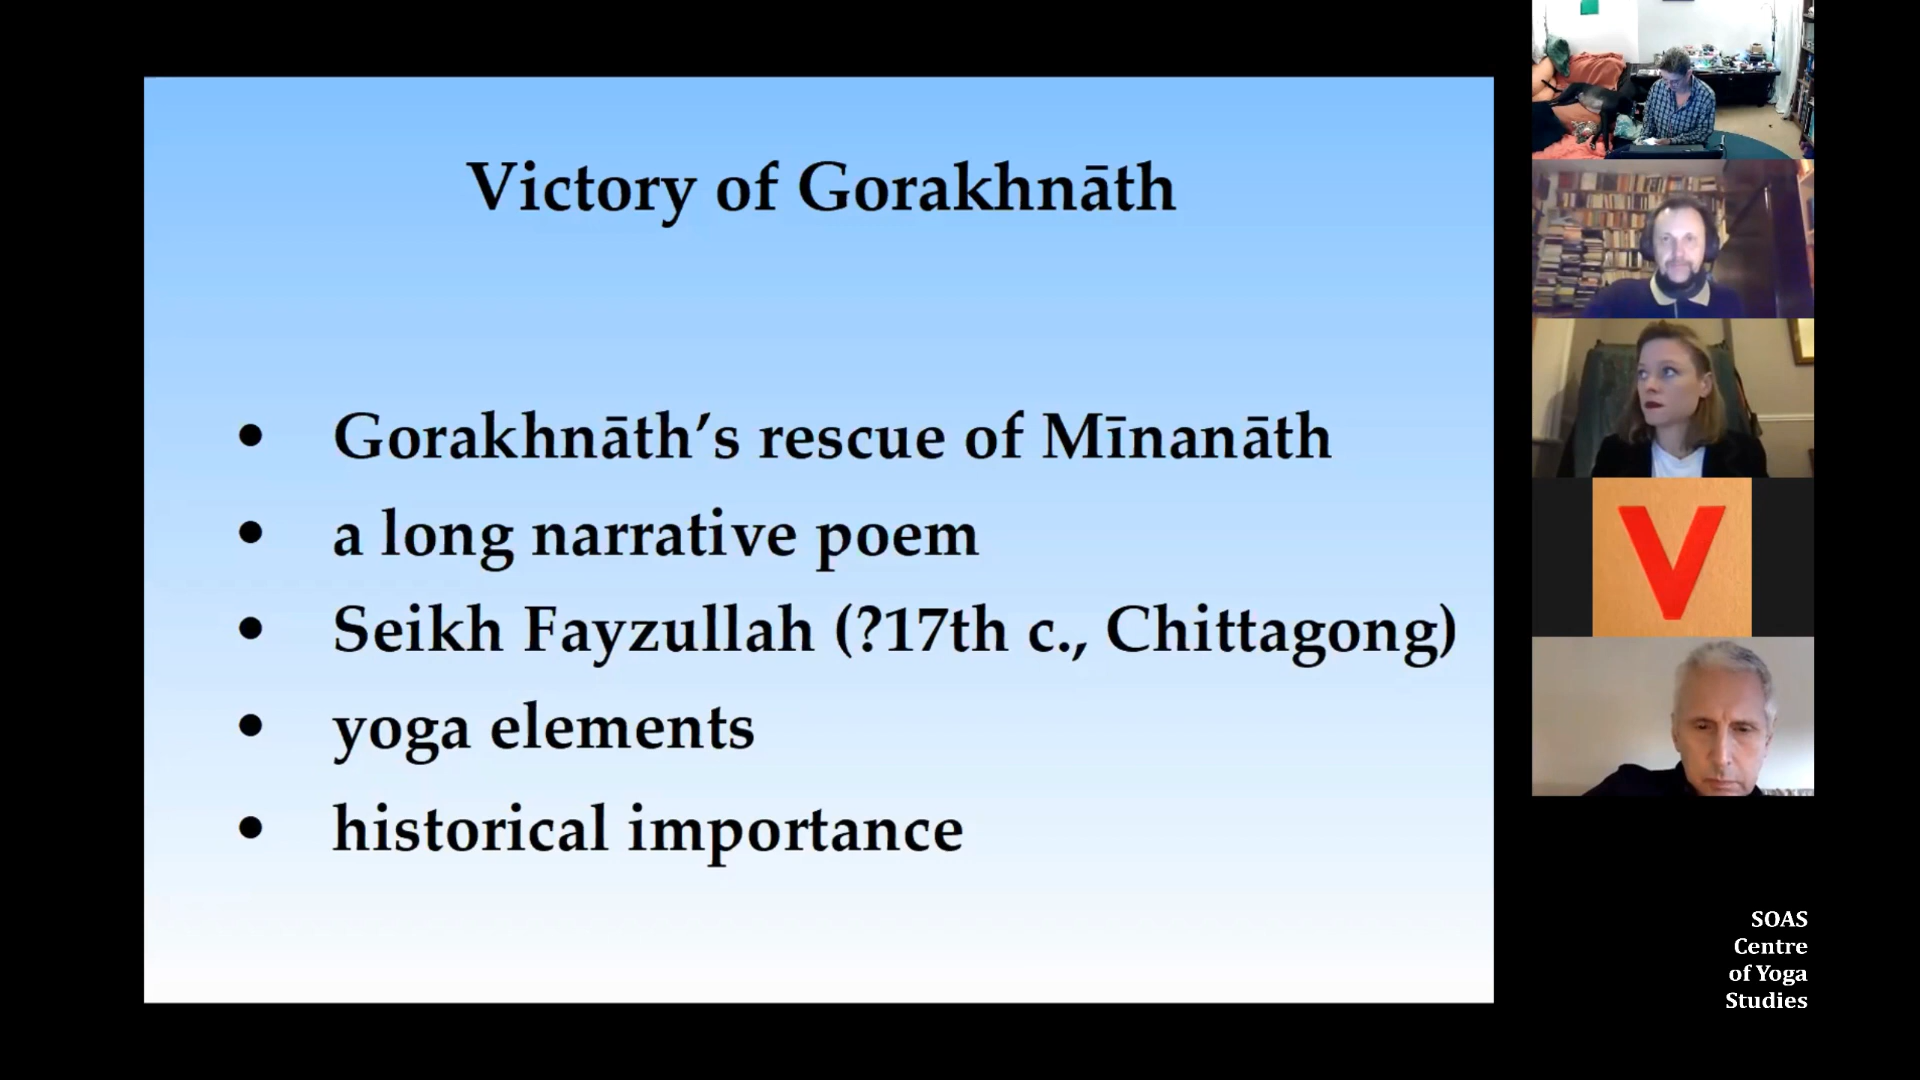 Victory of Gorakhnāth
• Gorakhnāth’s rescue of Mīnanāth
• a long narrative poem
• Seikh Fayzullah (?17th c., Chittagong)
• yoga elements
• historical importance
V
SOAS
Centre
of Yoga
Studies